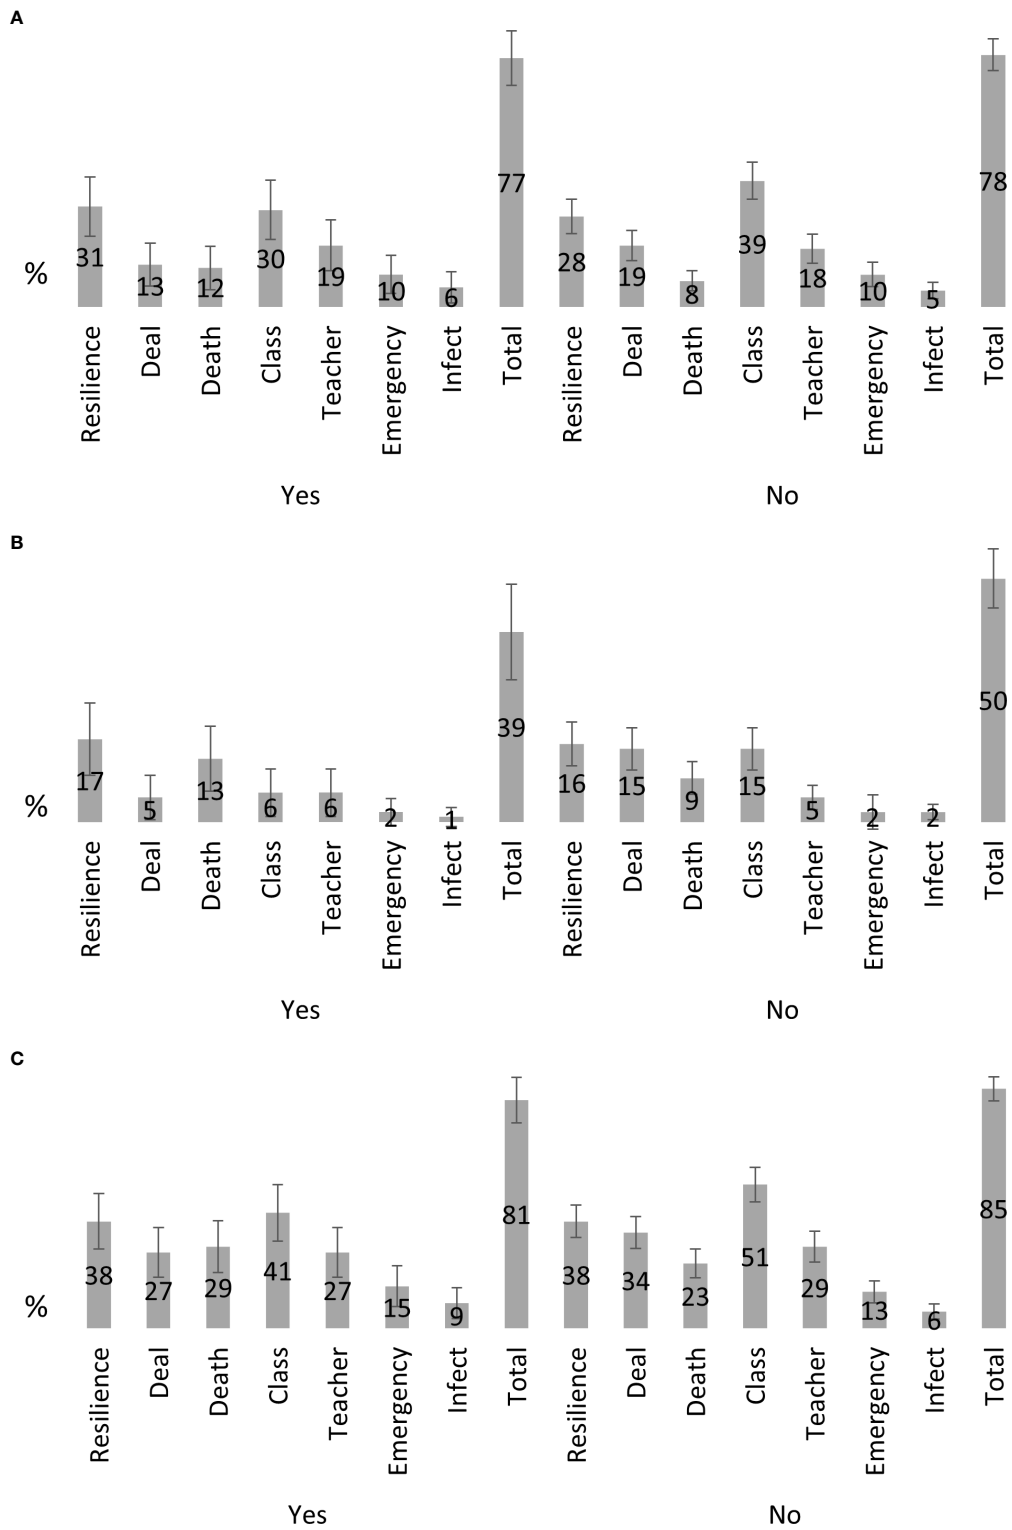 A
31
13
12
30
19
10
6
77
28
19
8
39
18
10
5
78
%
Resilience
Deal
Death
Class
Teacher
Emergency
Infect
Total
Resilience
Deal
Death
Class
Teacher
Emergency
Infect
Total
Yes
No
B
17
5
13
6
6
2
1
39
16
15
9
15
5
2
2
50
%
Resilience
Deal
Death
Class
Teacher
Emergency
Infect
Total
Resilience
Deal
Death
Class
Teacher
Emergency
Infect
Total
Yes
No
C
38
27
29
41
27
15
9
81
38
34
23
51
29
13
6
85
%
Resilience
Deal
Death
Class
Teacher
Emergency
Infect
Total
Resilience
Deal
Death
Class
Teacher
Emergency
Infect
Total
Yes
No